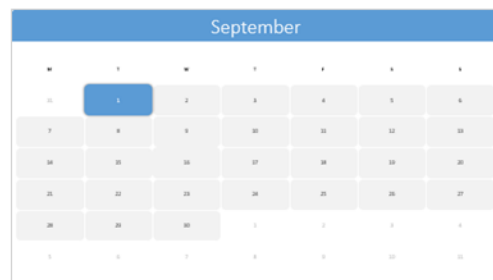 September
M T W T F S S
31 1 2 3 4 5 6
7 8 9 10 11 12 13
14 15 16 17 18 19 20
21 22 23 24 25 26 27
28 29 30 1 2 3 4
5 6 7 8 9 10 11